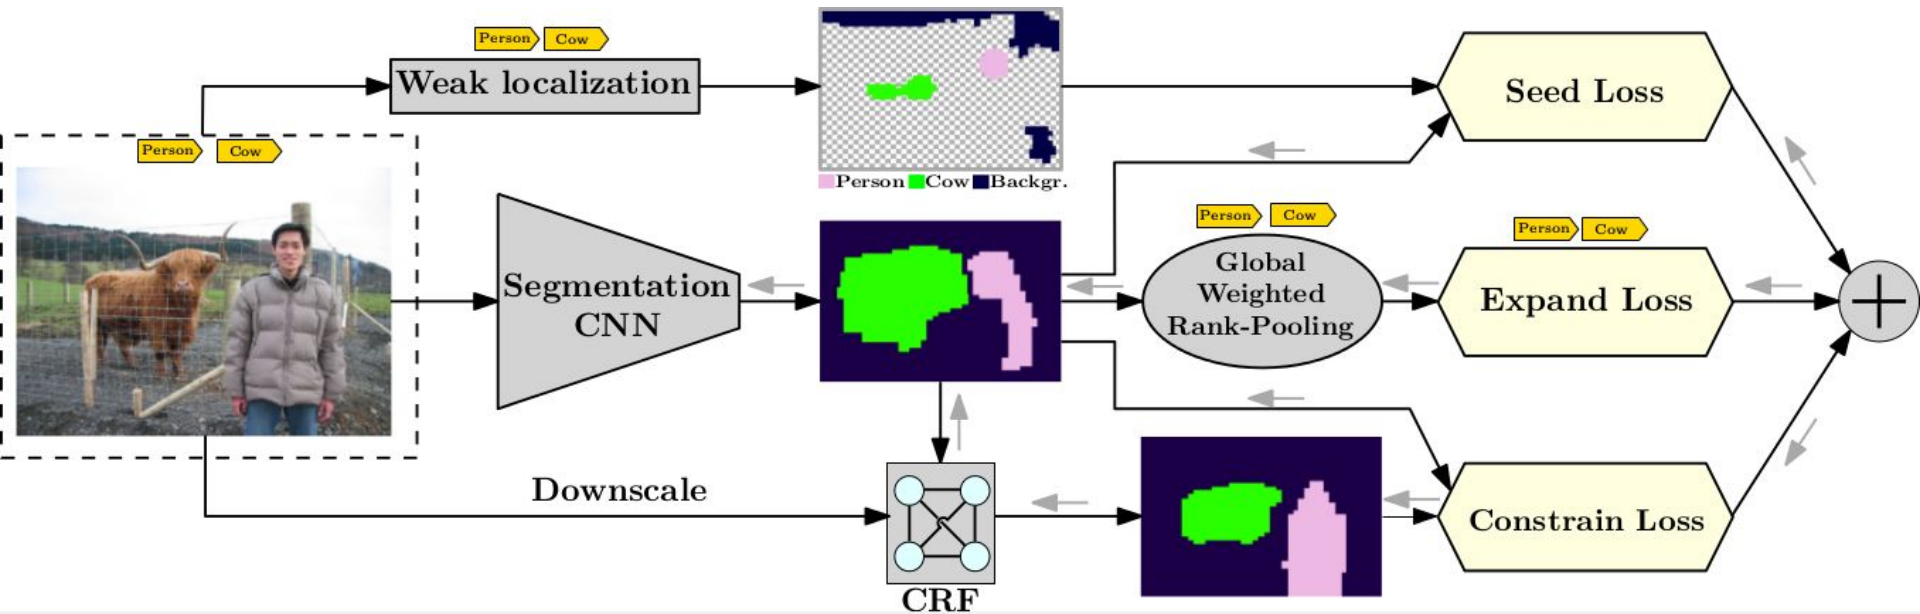 Person Cow
Weak localization
Seed Loss
Person Cow
Person Cow Backgr.
Person Cow
Person Cow
Segmentation
CNN
Global
Weighted
Rank-Pooling
Expand Loss
Downscale
Constrain Loss
CRF